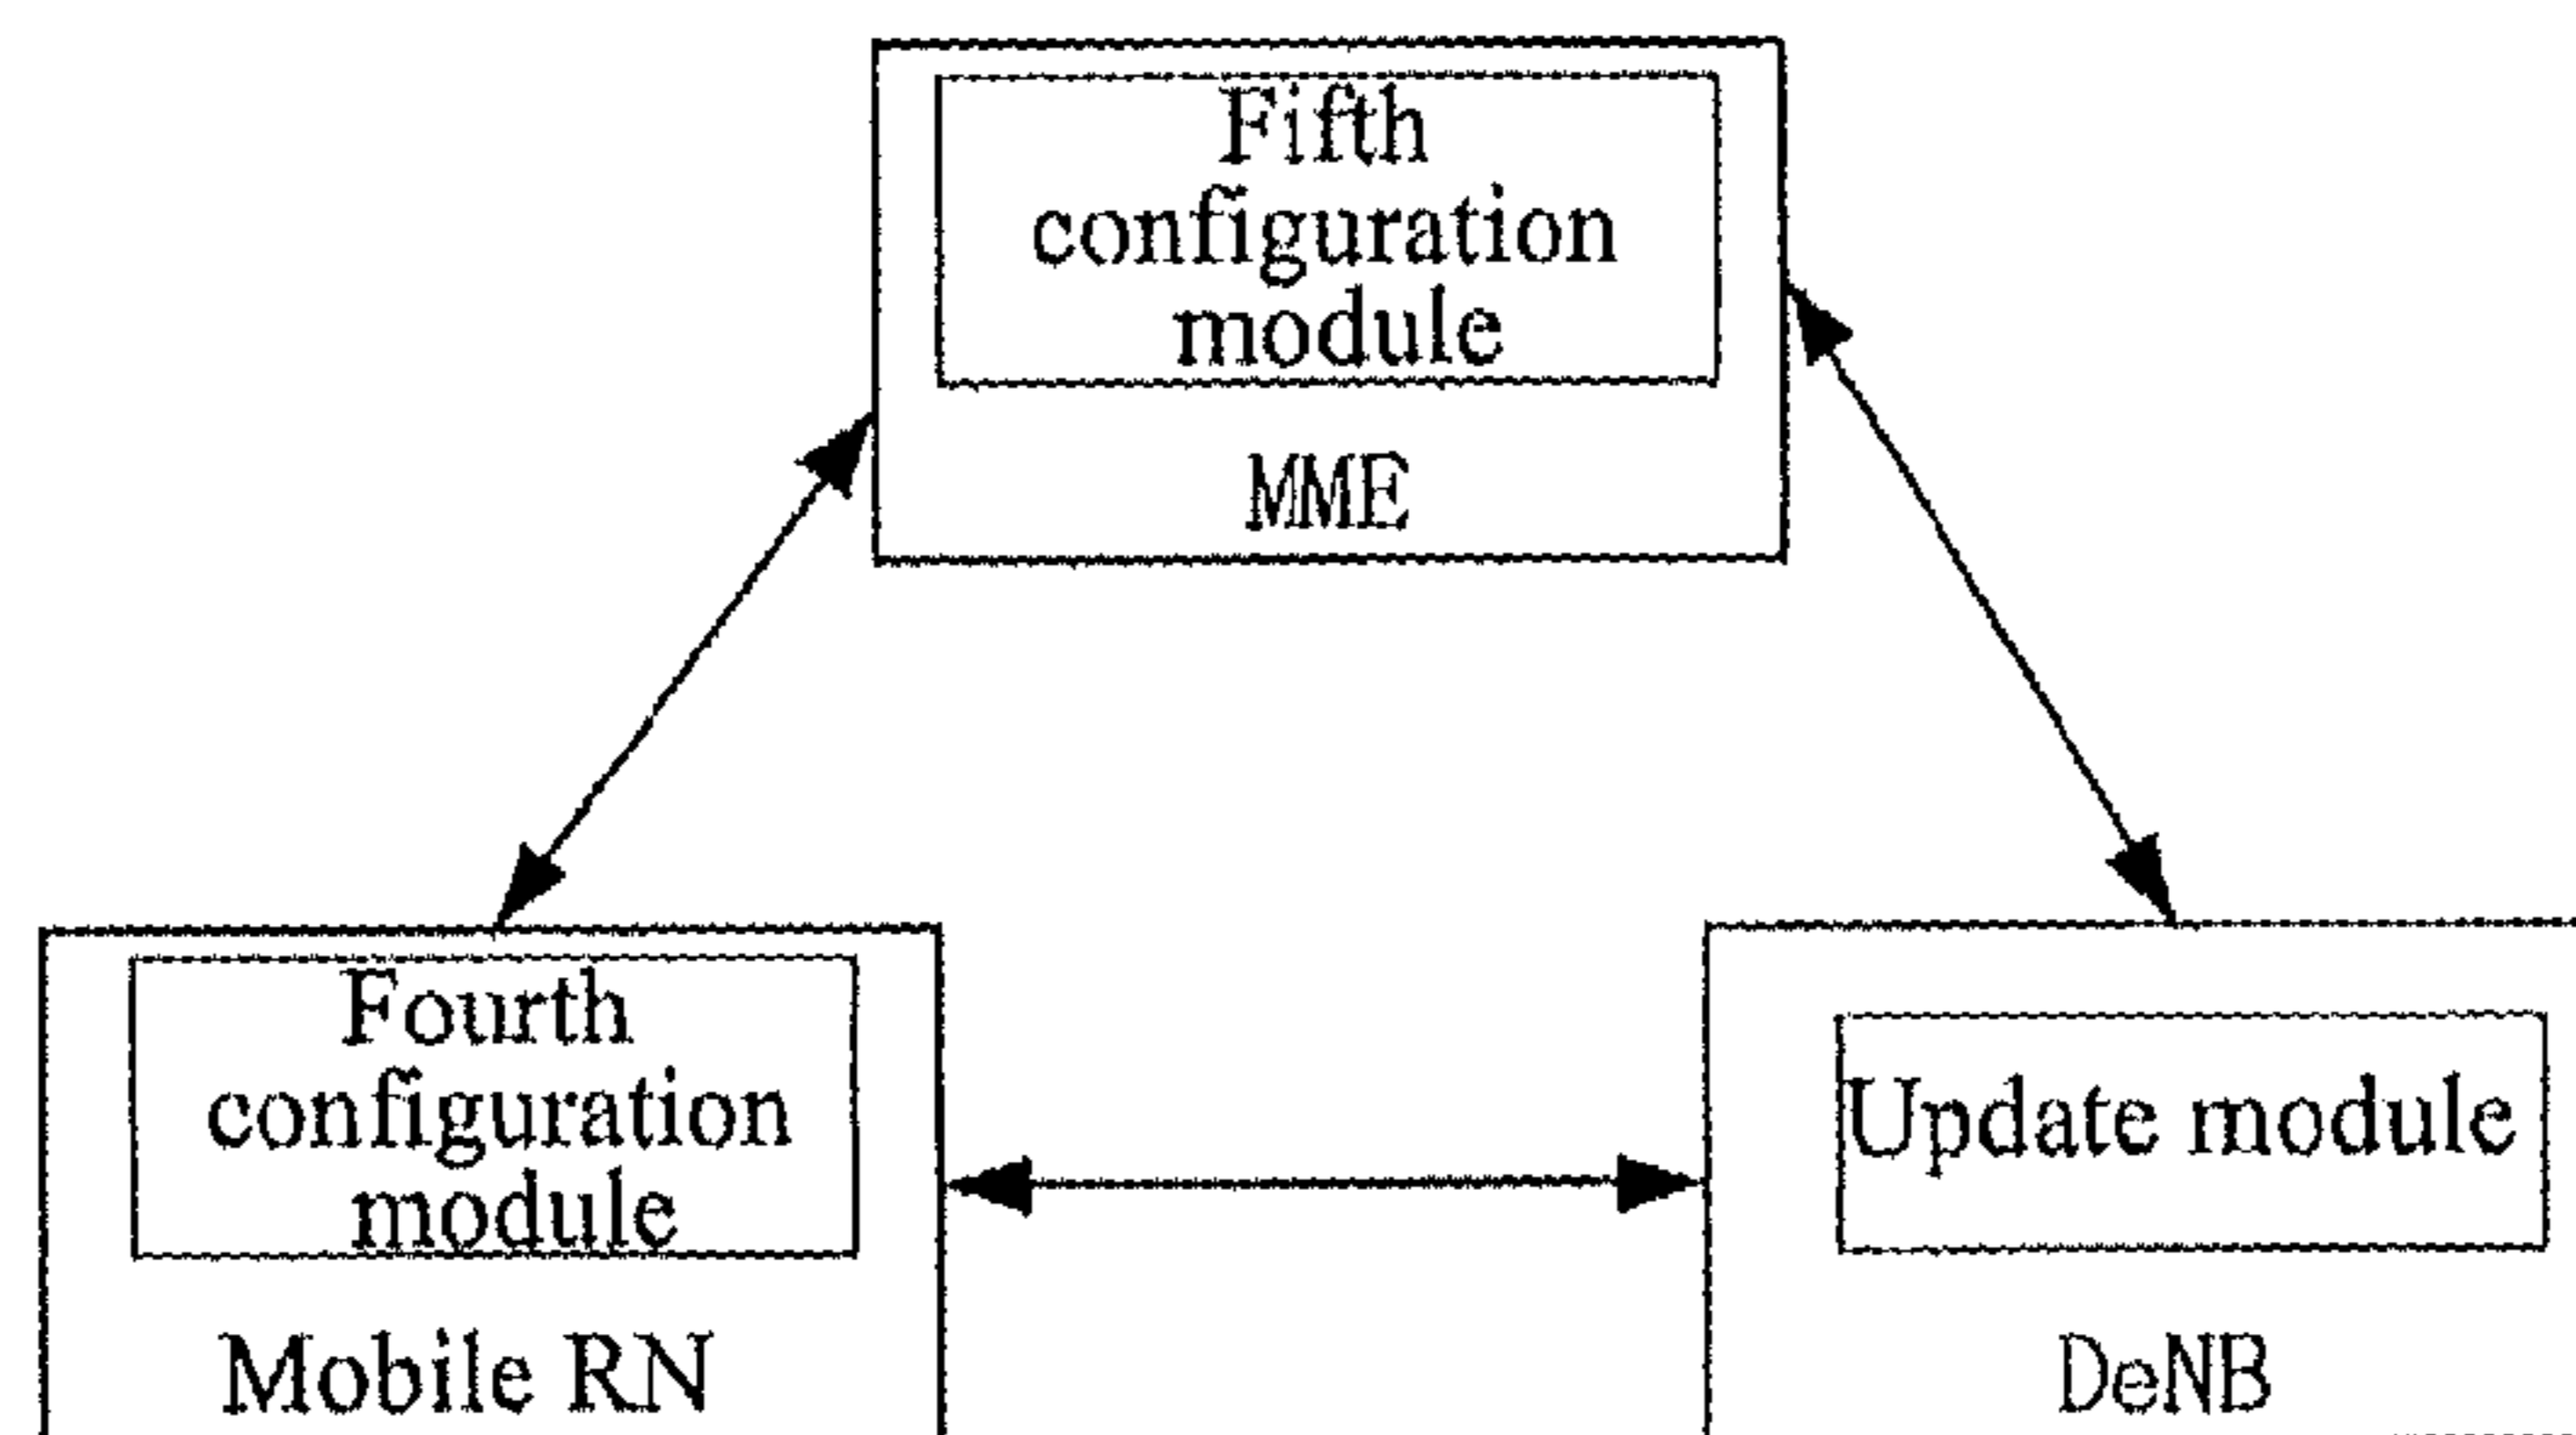 Fifth
configuration
module
MME
Fourth
configuration
module
Mobile RN
Update module
DeNB